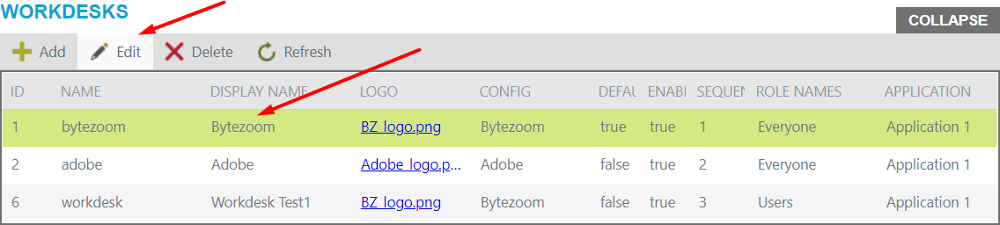 WORKDESKS
COLLAPSE
Add Edit Delete Refresh
ID NAME DISPLAY NAME LOGO CONFIG DEFAU ENABI SEQUEN ROLE NAMES APPLICATION
1 bytezoom Bytezoom BZ_logo.png Bytezoom true true 1 Everyone Application 1
2 adobe Adobe Adobe_logo.p... Adobe false true 2 Everyone Application 1
6 workdesk Workdesk Test1 BZ_logo.png Bytezoom false true 3 Users Application 1